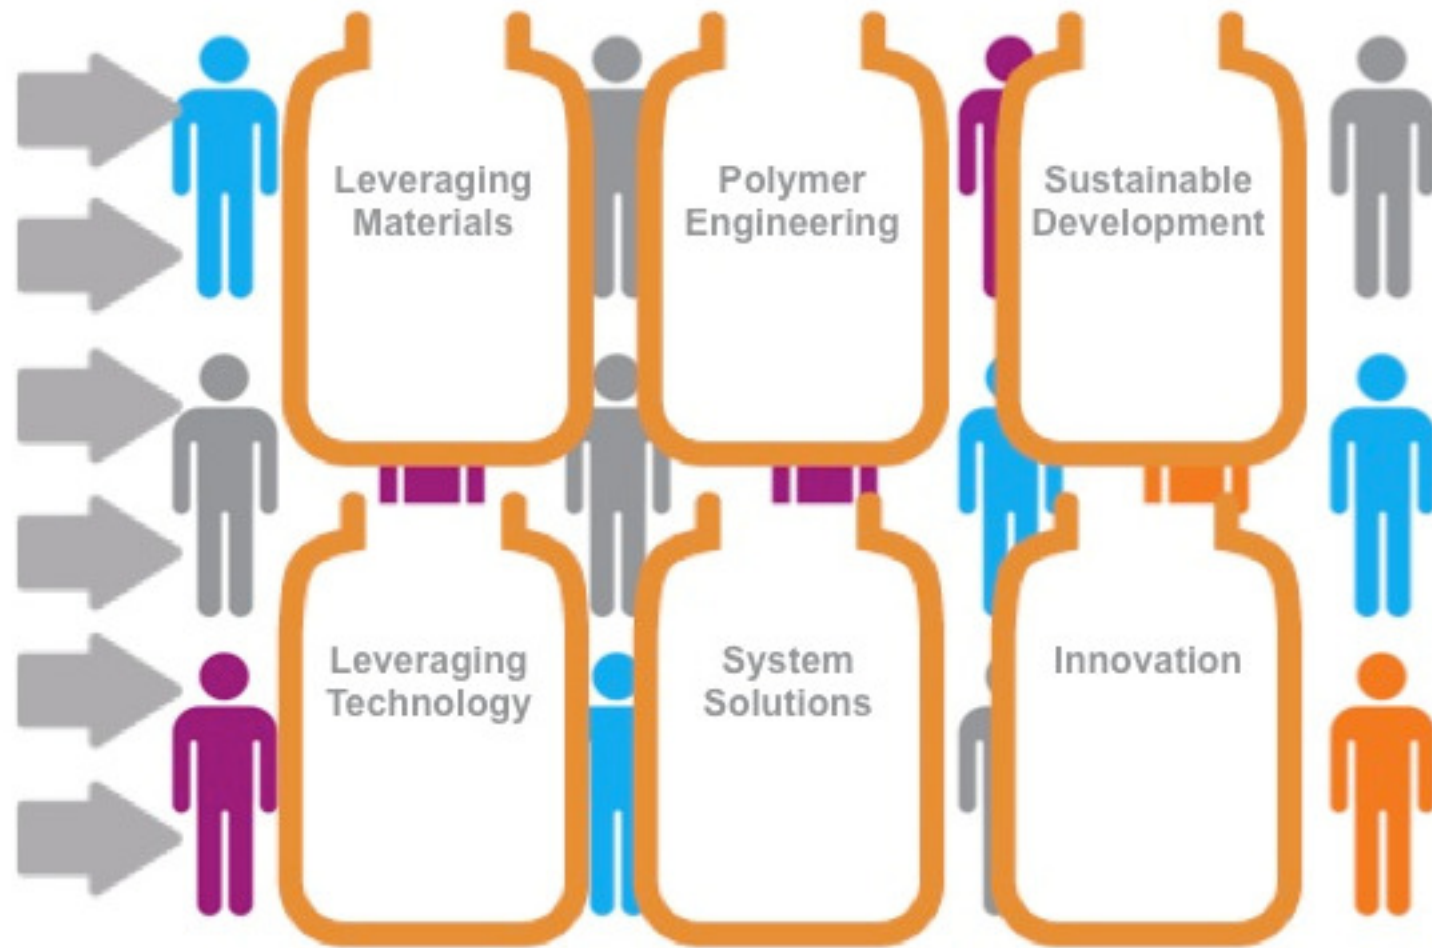 Leveraging
Materials
Polymer
Engineering
Sustainable
Development
Leveraging
Technology
System
Solutions
Innovation